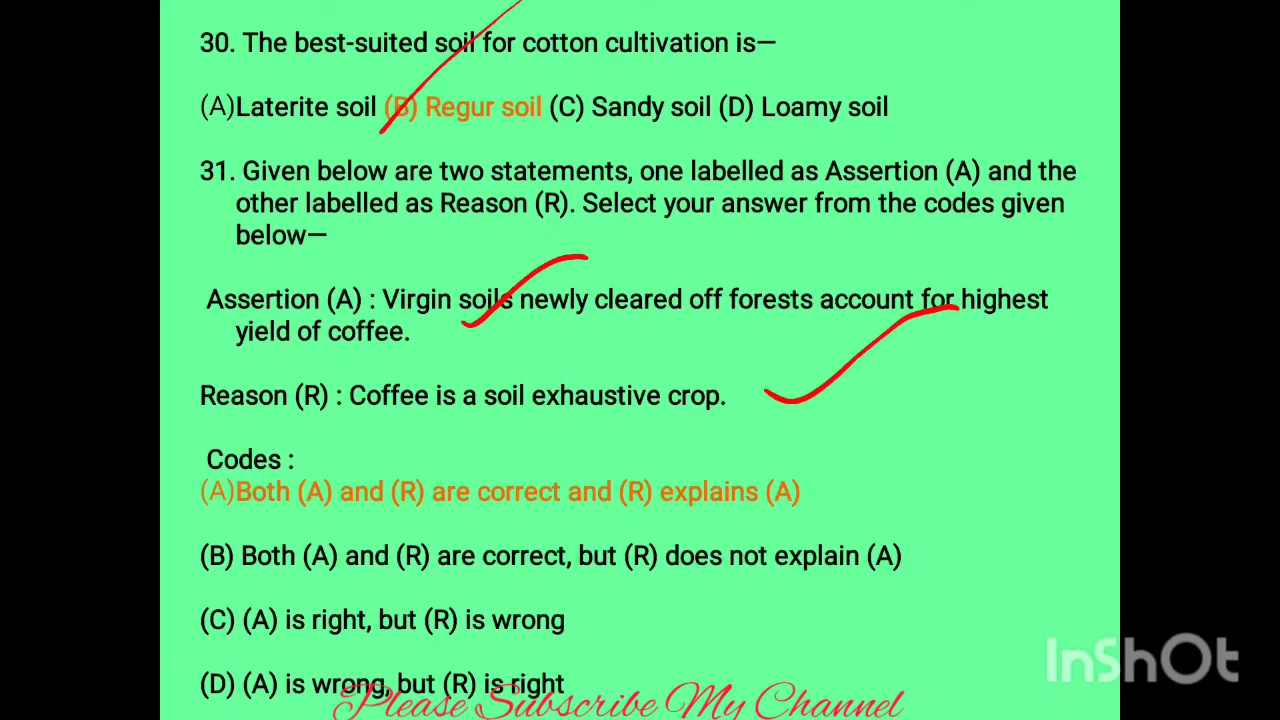 30. The best-suited soil for cotton cultivation is—
(A)Laterite soil (B) Regur soil (C) Sandy soil (D) Loamy soil
31. Given below are two statements, one labelled as Assertion (A) and the
other labelled as Reason (R). Select your answer from the codes given
below—
Assertion (A) : Virgin soils newly cleared off forests account for highest
yield of coffee.
Reason (R) : Coffee is a soil exhaustive crop.
Codes :
(A)Both (A) and (R) are correct and (R) explains (A)
(B) Both (A) and (R) are correct, but (R) does not explain (A)
(C) (A) is right, but (R) is wrong
(D) (A) is wrong, but (R) is right
Please Subscribe My Channel
InShOt